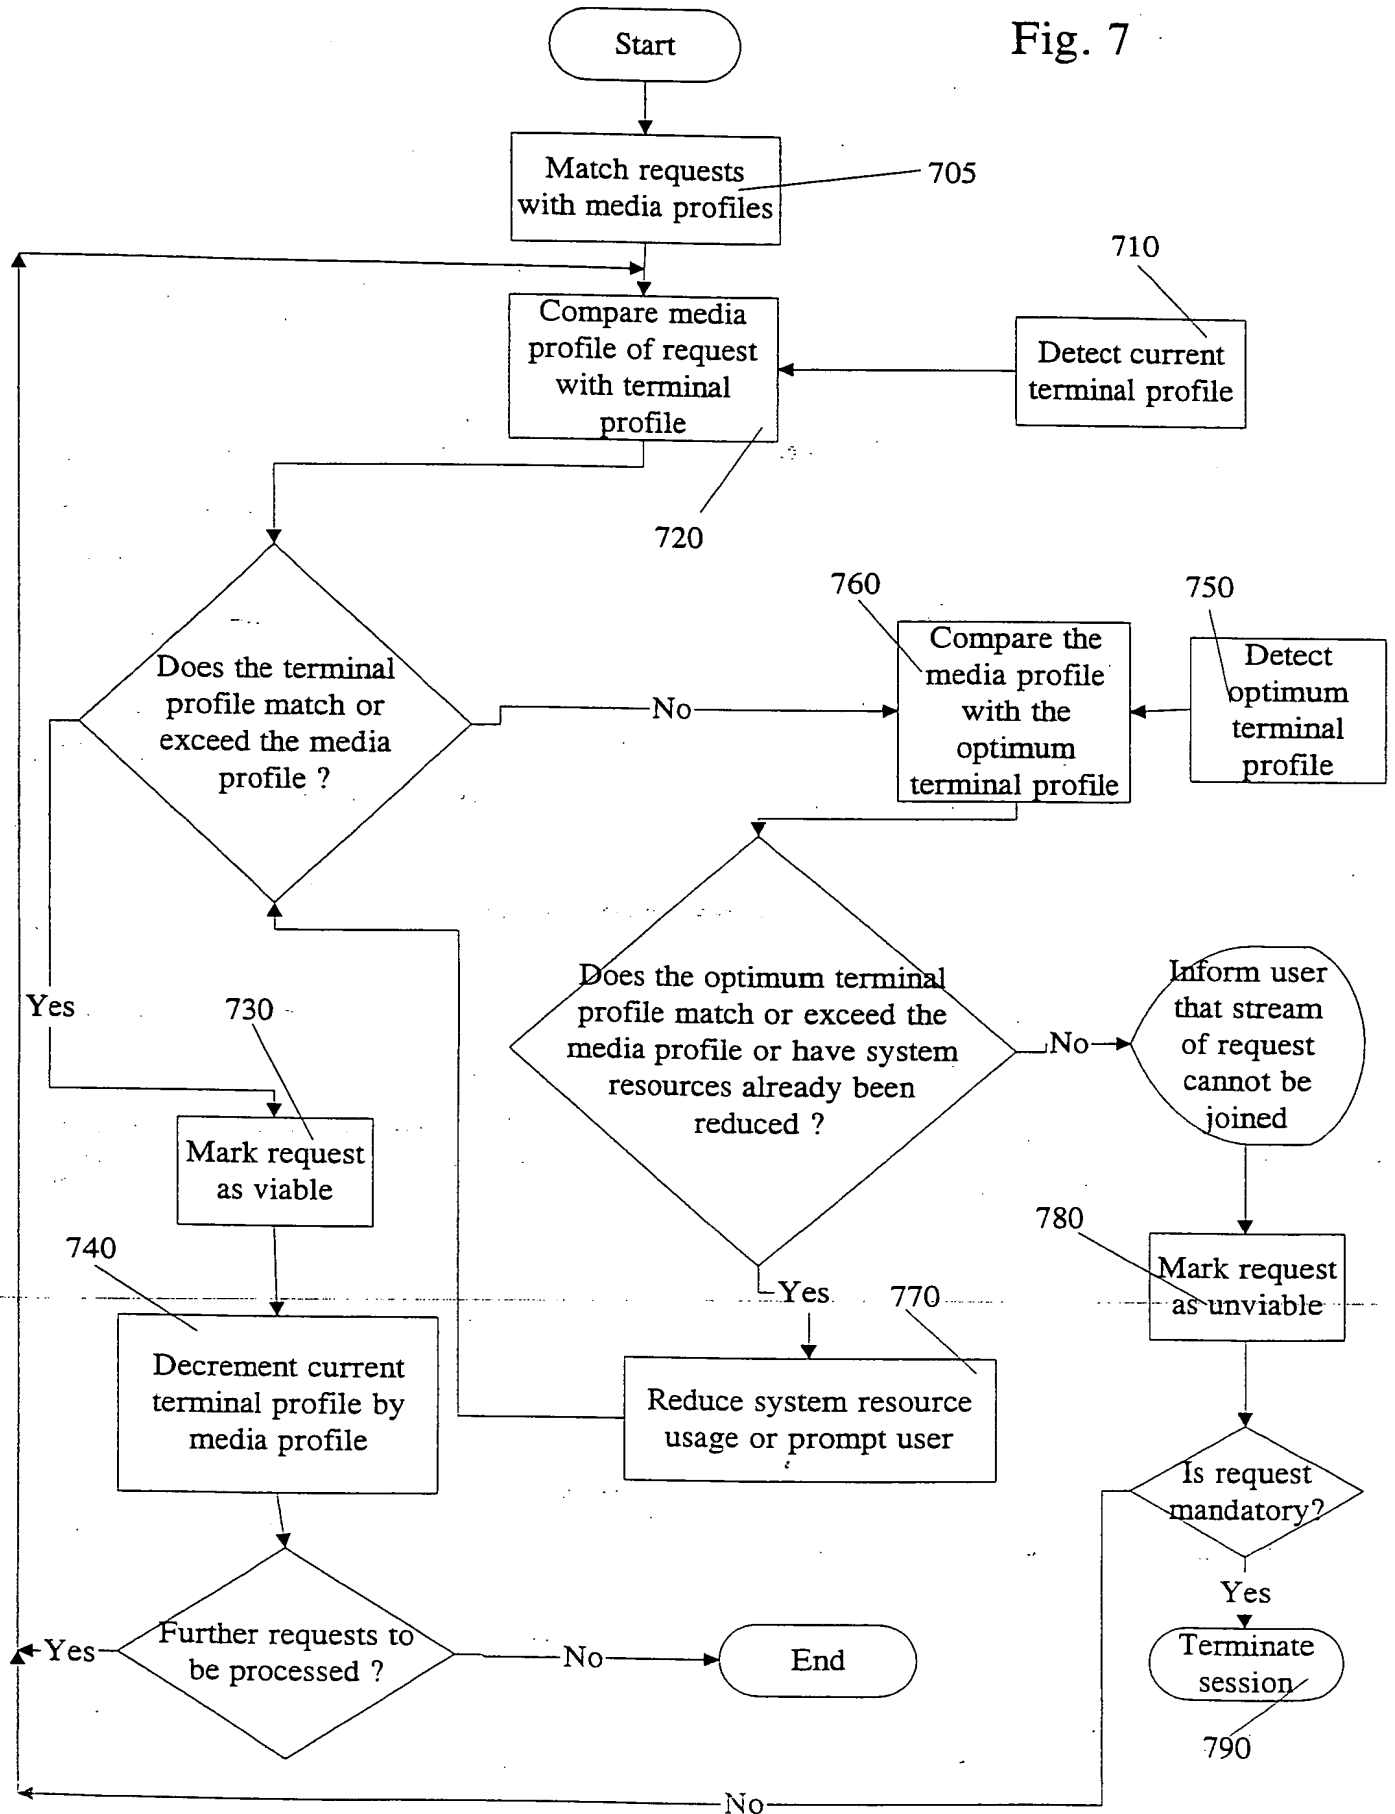 Fig. 7
Start
Match requests
with media profiles
705
710
Compare media
profile of request
with terminal
profile
Detect current
terminal profile
720
760
750
Does the terminal
profile match or
exceed the media
profile ?
No
Compare the
media profile
with the
optimum
terminal profile
Detect
optimum
terminal
profile
Yes
730
Does the optimum terminal
profile match or exceed the
media profile or have system
resources already been
reduced ?
No
Inform user
that stream
of request
cannot be
joined
Mark request
as viable
740
Yes
770
780
Mark request
as unviable
Decrement current
terminal profile by
media profile
Reduce system resource
usage or prompt user
Is request
mandatory?
Yes
Further requests to
be processed ?
Yes
No
End
Terminate
session
790
No